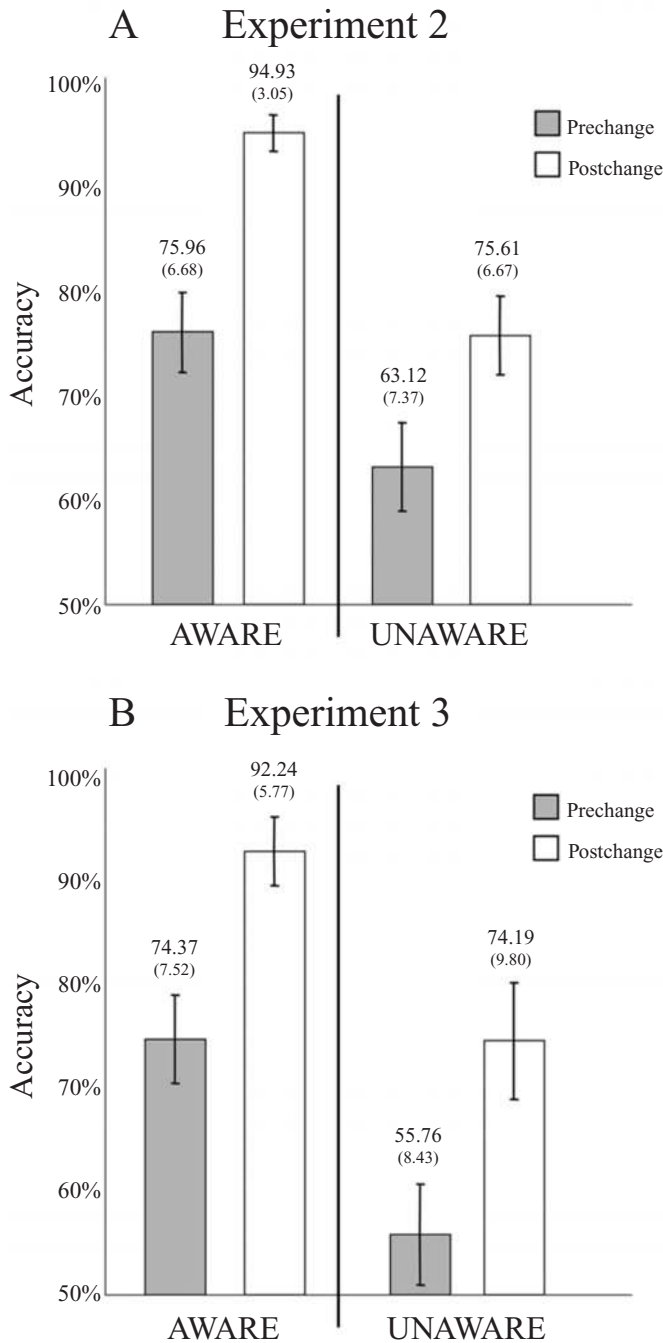 A Experiment 2
100%
90%
80%
70%
60%
50%
Accuracy
94.93
(3.05)
75.96
(6.68)
75.61
(6.67)
63.12
(7.37)
Prechange
Postchange
AWARE UNAWARE
B Experiment 3
100%
90%
80%
70%
60%
50%
Accuracy
92.24
(5.77)
74.37
(7.52)
74.19
(9.80)
55.76
(8.43)
Prechange
Postchange
AWARE UNAWARE